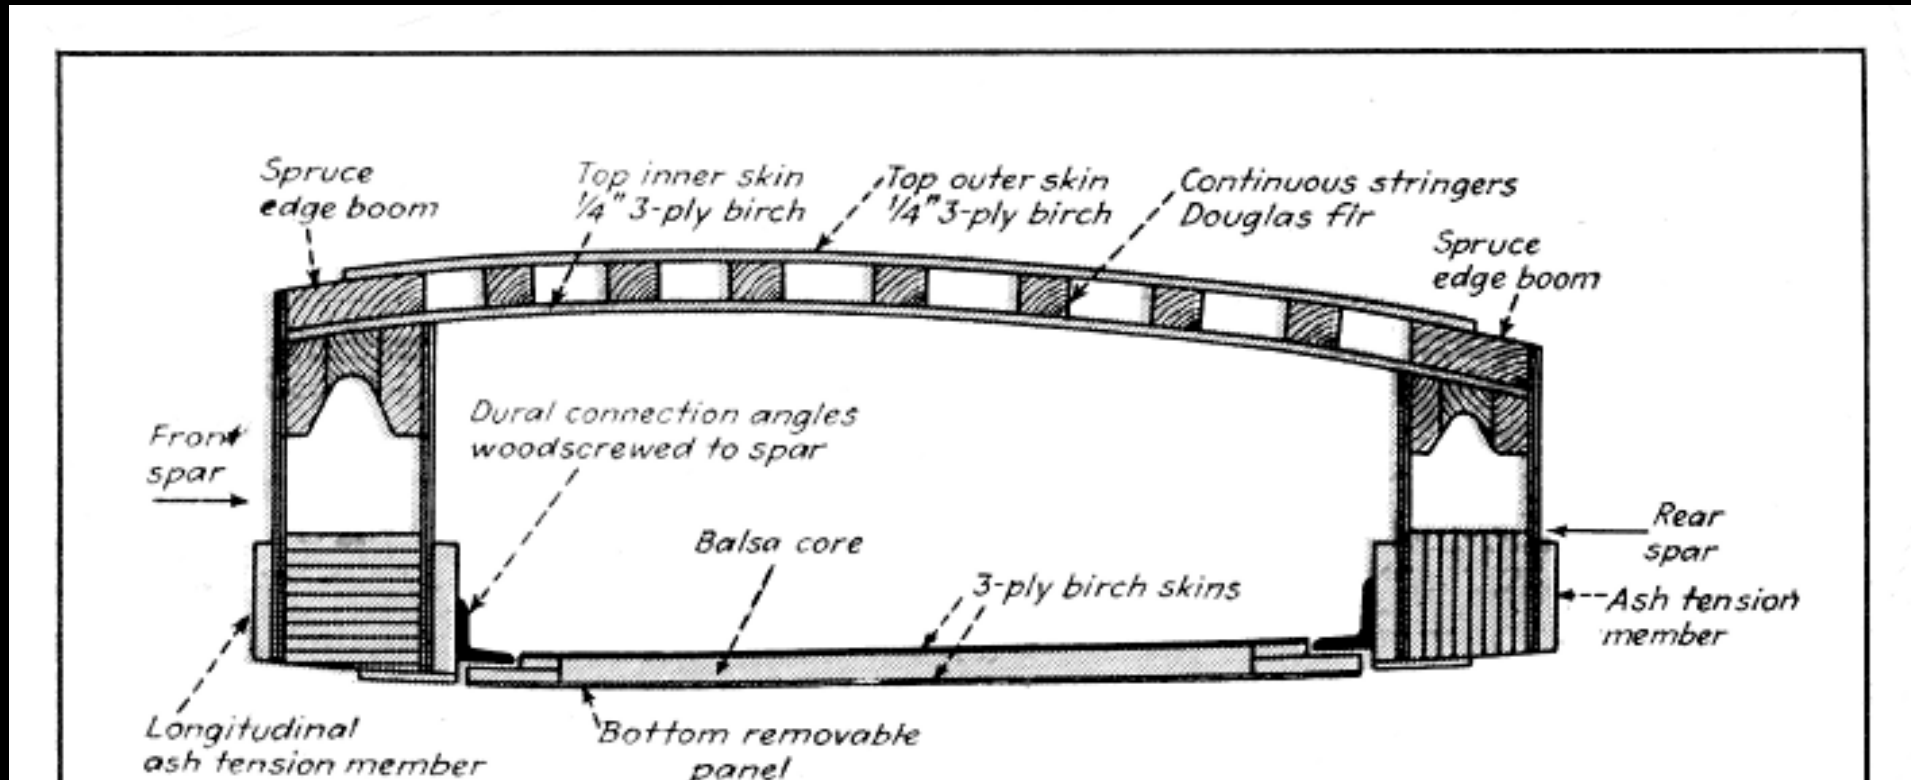 Spruce
edge boom
Top inner skin
1/4" 3-ply birch
Top outer skin
1/4" 3-ply birch
Continuous stringers
Douglas fir
Spruce
edge boom
Dural connection angles
woodscrewed to spar
Front
spar
Balsa core
3-ply birch skins
Rear
spar
Ash tension
member
Longitudinal
ash tension member
Bottom removable
panel